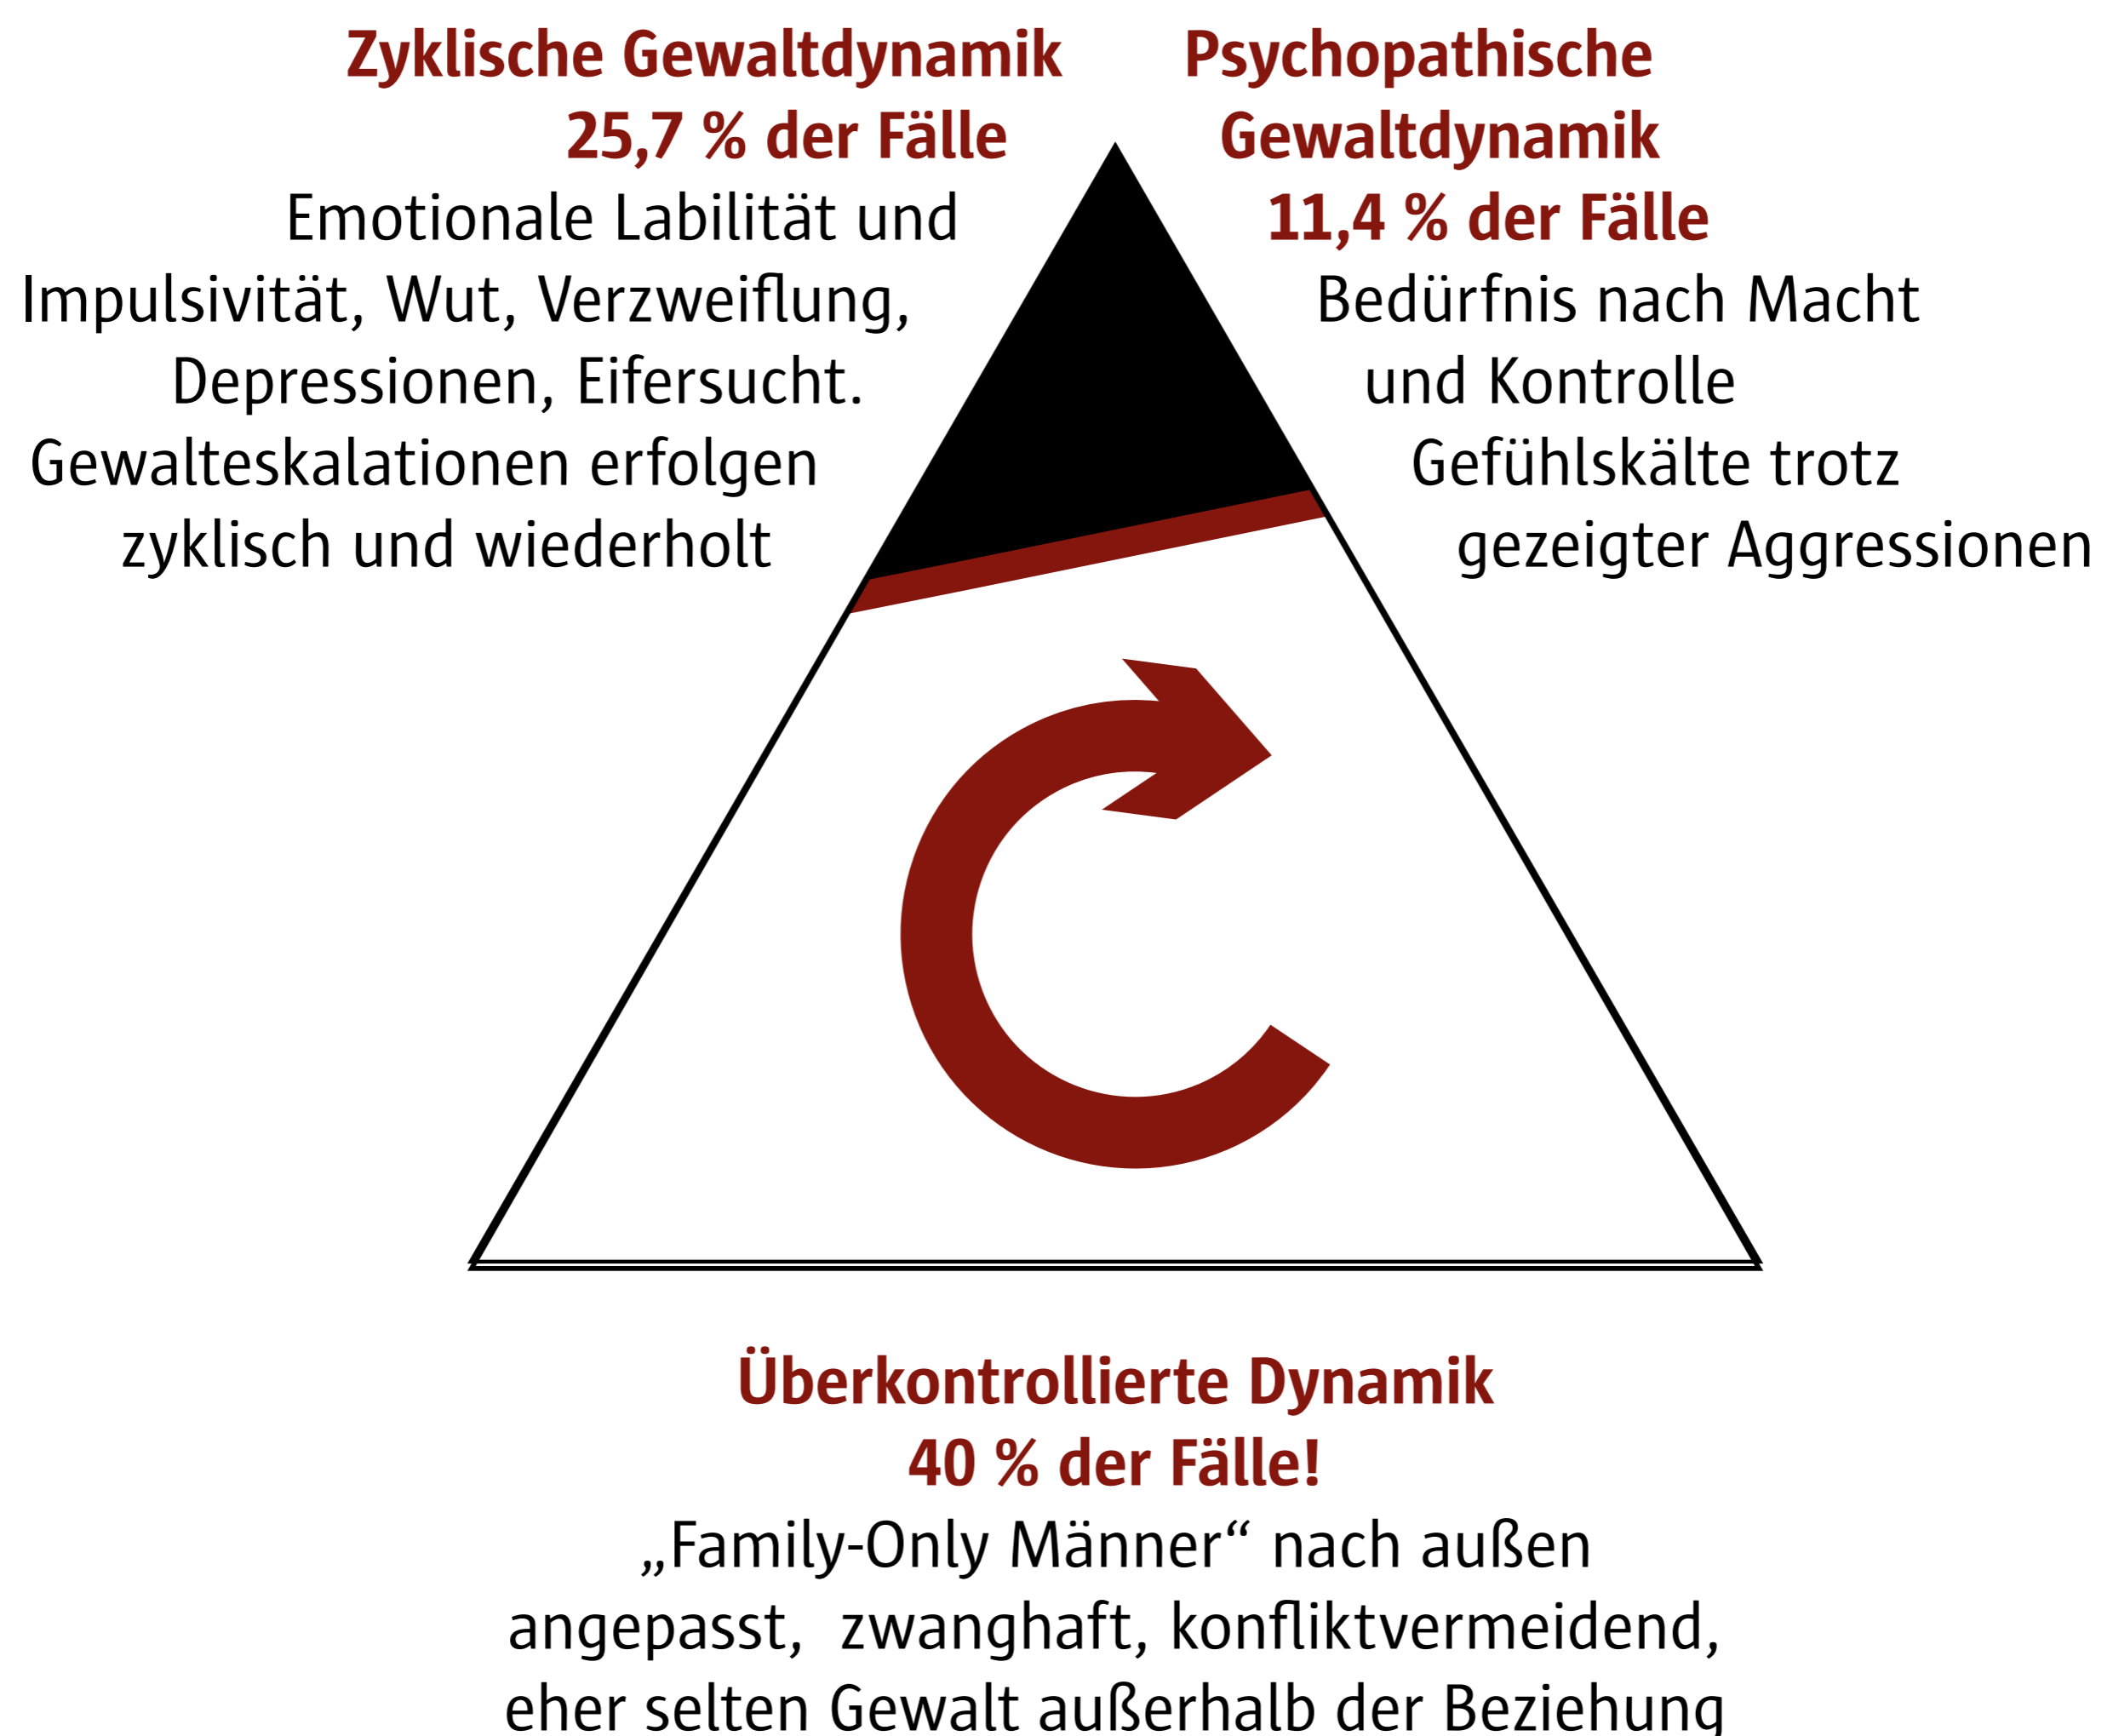 Zyklische Gewaltdynamik
25,7 % der Fälle
Emotionale Labilität und
Impulsivität, Wut, Verzweiflung,
Depressionen, Eifersucht.
Gewalteskalationen erfolgen
zyklisch und wiederholt
Psychopathische
Gewaltdynamik
11,4 % der Fälle
Bedürfnis nach Macht
und Kontrolle
Gefühlskälte trotz
gezeigter Aggressionen
Überkontrollierte Dynamik
40 % der Fälle!
„Family-Only Männer“ nach außen
angepasst,  zwanghaft, konfliktvermeidend,
eher selten Gewalt außerhalb der Beziehung